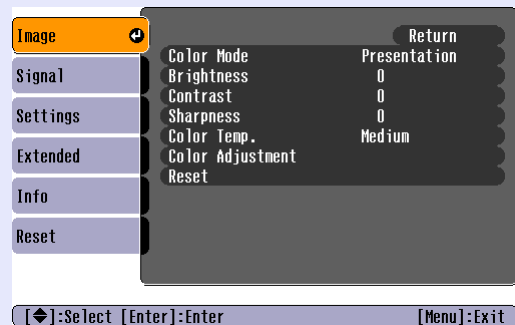 Image
Signal
Settings
Extended
Info
Reset
Return
Color Mode Presentation
Brightness 0
Contrast 0
Sharpness 0
Color Temp. Medium
Color Adjustment
Reset
[◆]:Select [Enter]:Enter [Menu]:Exit